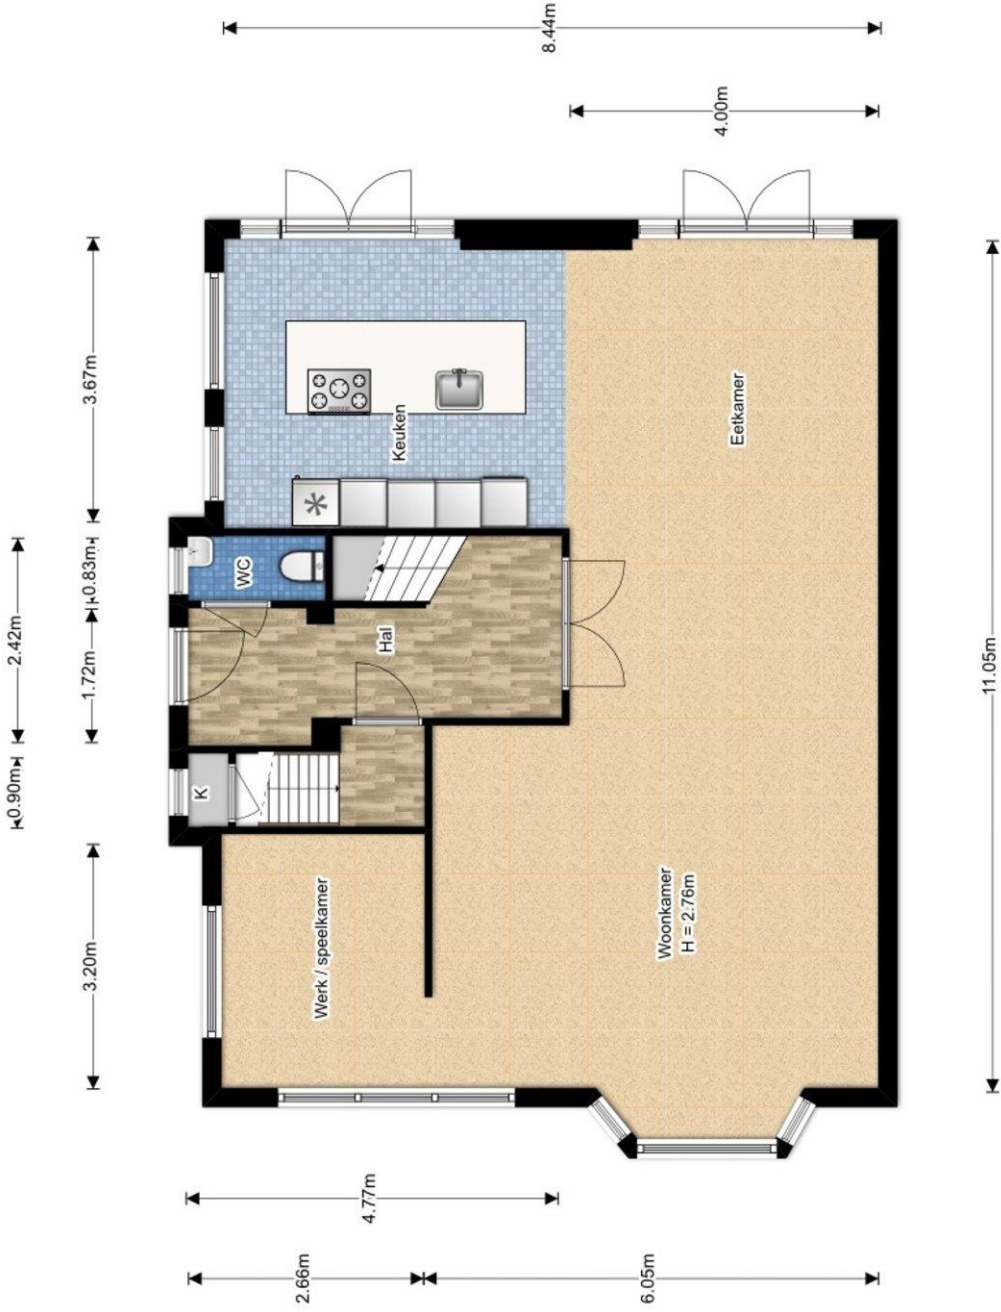 8.44m
4.00m
3.67m
Keuken
Eetkamer
0.83m
WC
2.42m
1.72m
Hal
11.05m
0.90m
K
3.20m
Werk / speelkamer
Woonkamer
H = 2.76m
4.77m
2.66m
6.05m